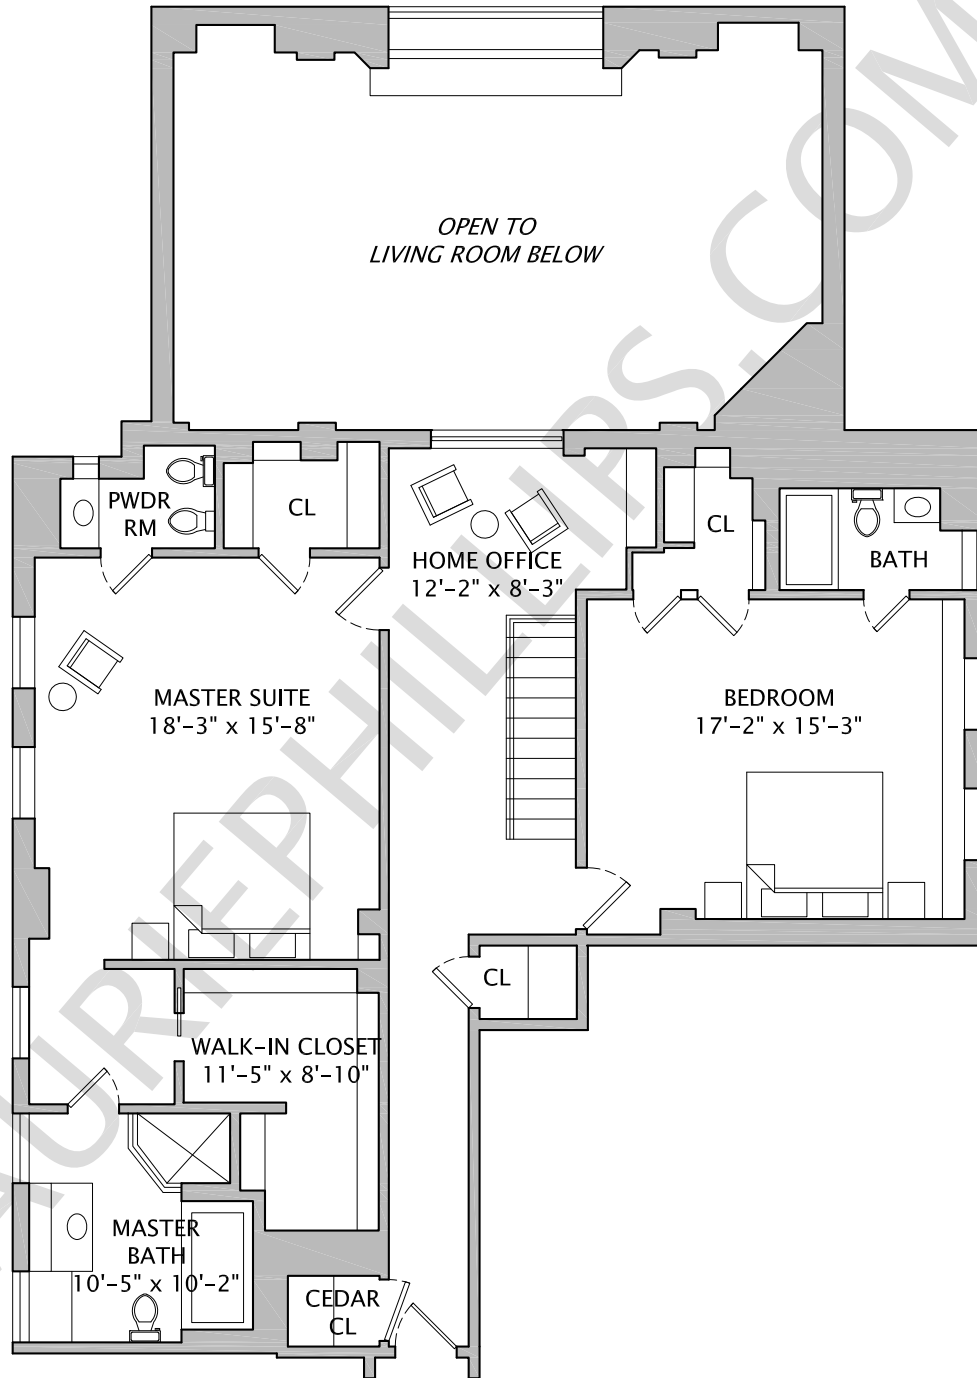 OPEN TO
LIVING ROOM BELOW
PWDR
RM
CL
HOME OFFICE
12'-2" x 8'-3"
CL
BATH
MASTER SUITE
18'-3" x 15'-8"
BEDROOM
17'-2" x 15'-3"
CL
WALK-IN CLOSET
11'-5" x 8'-10"
MASTER
BATH
10'-5" x 10'-2"
CEDAR
CL
AURIEPHILLIPS.COM